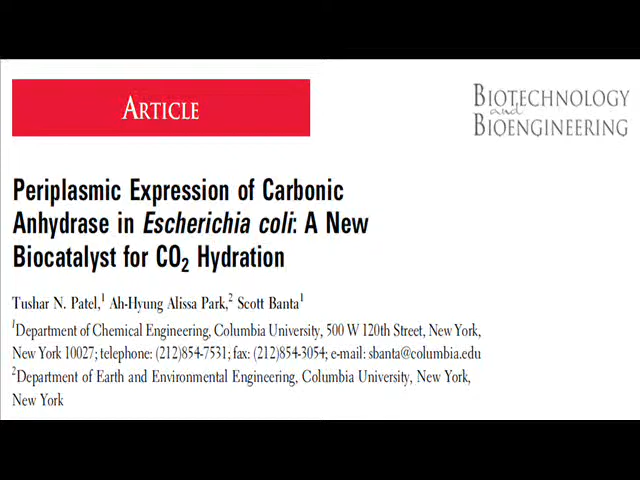 ARTICLE
BIOTECHNOLOGY
and
BIOENGINEERING
Periplasmic Expression of Carbonic
Anhydrase in Escherichia coli: A New
Biocatalyst for CO₂ Hydration
Tushar N. Patel,¹ Ah-Hyung Alissa Park,² Scott Banta¹
¹Department of Chemical Engineering, Columbia University, 500 W 120th Street, New York,
New York 10027; telephone: (212)854-7531; fax: (212)854-3054; e-mail: sbanta@columbia.edu
²Department of Earth and Environmental Engineering, Columbia University, New York,
New York